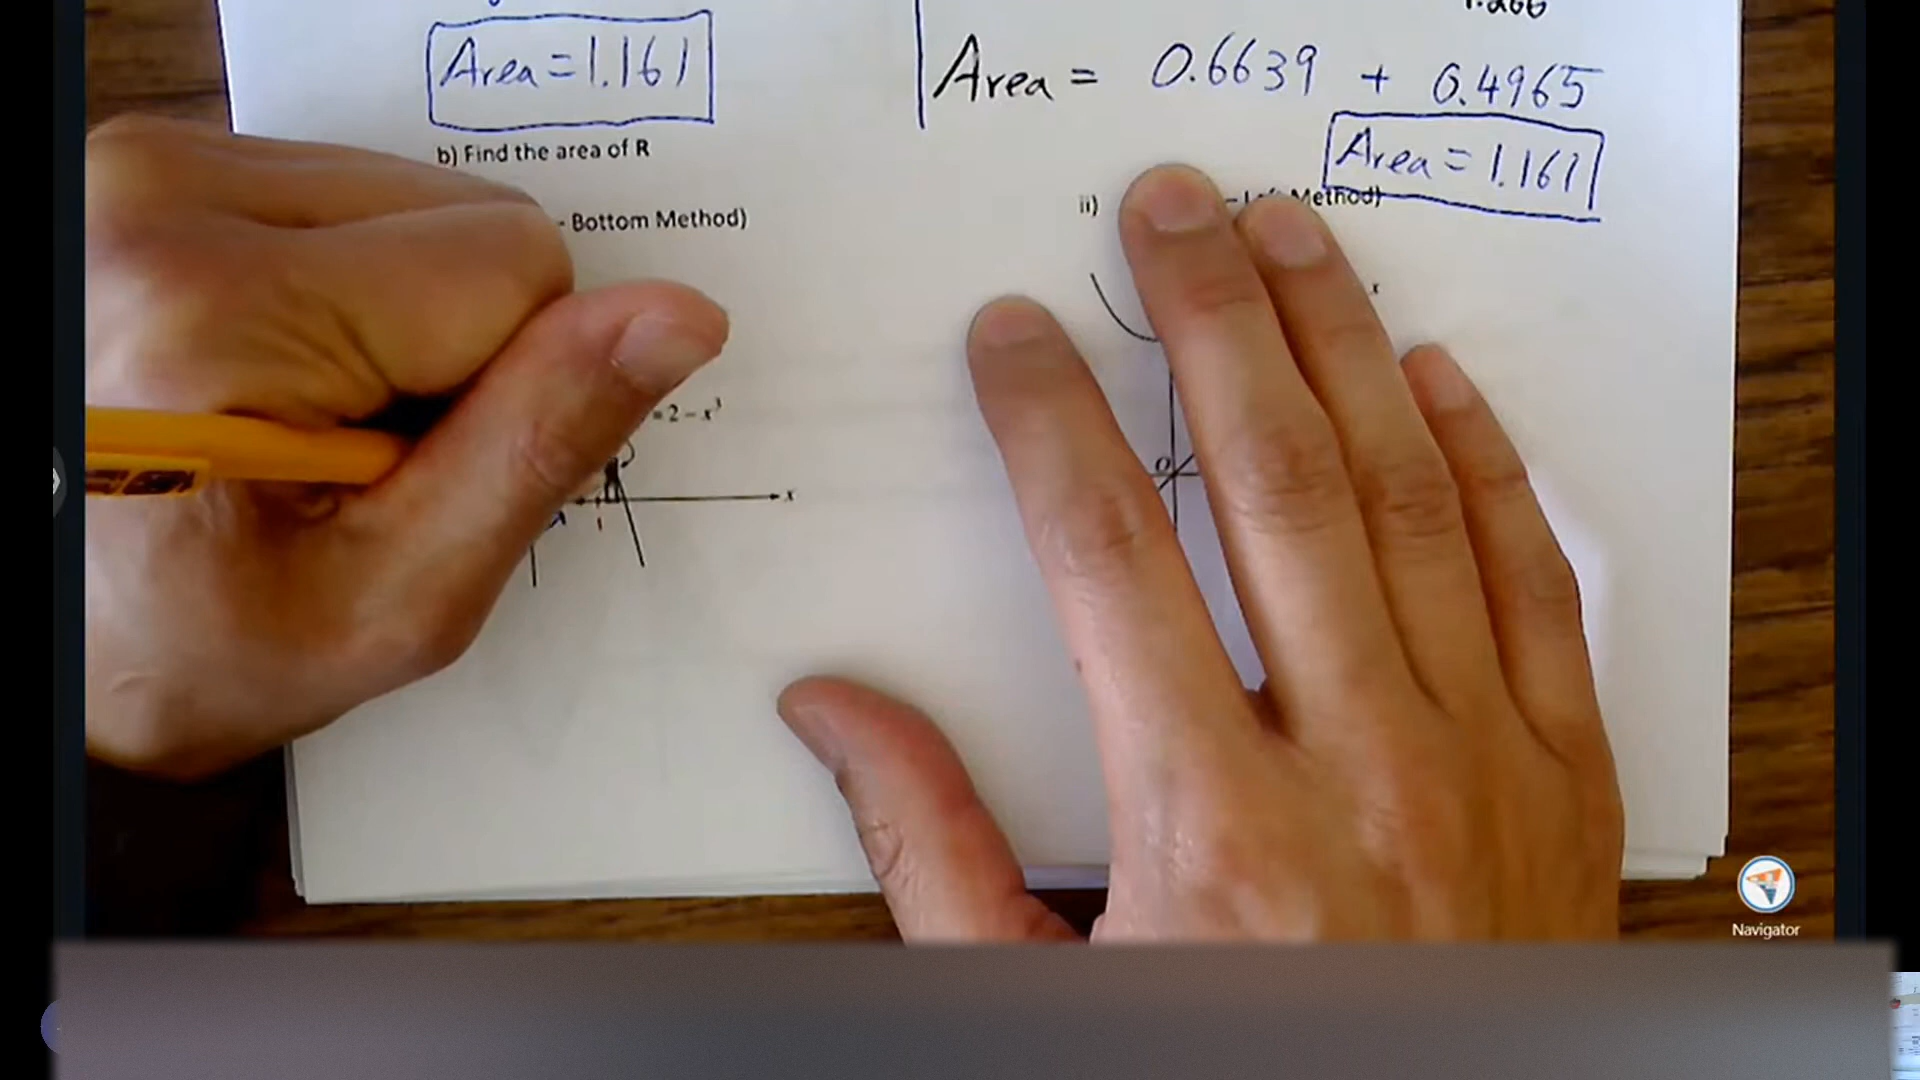 Area = 1.161
Area = 0.6639 + 0.4965
Area = 1.161
b) Find the area of R
- Bottom Method)
ii) Method)
x
= 2 - x³
O
x
1
Navigator